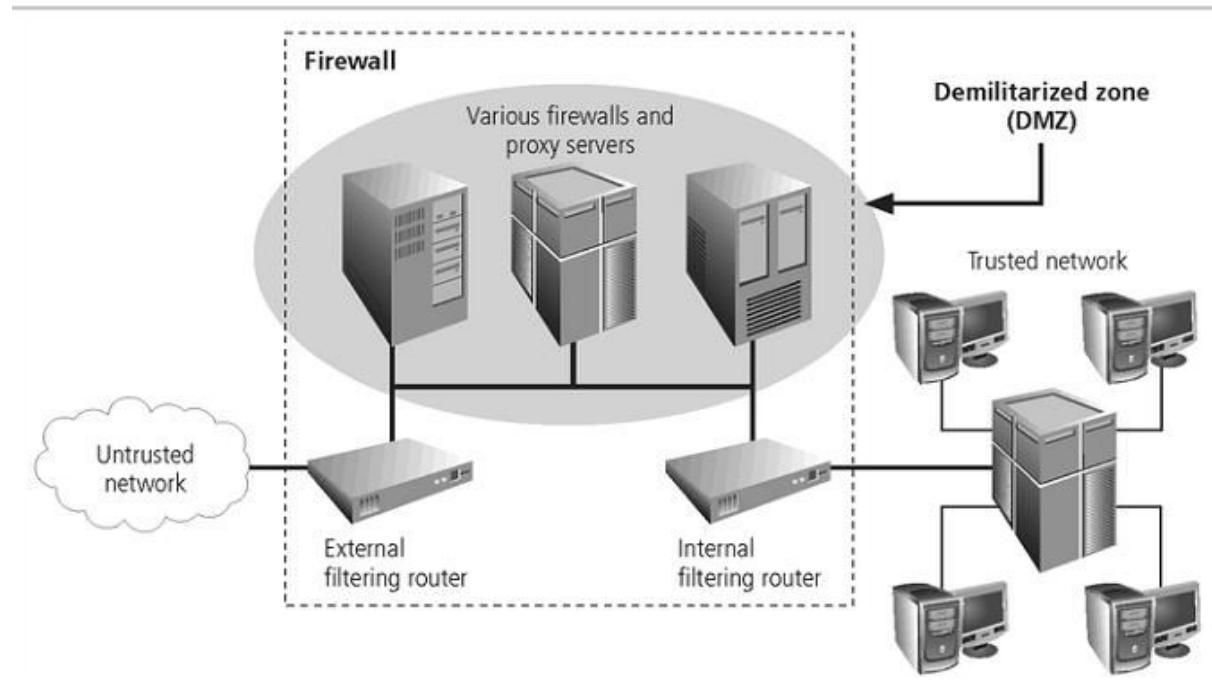 Firewall
Various firewalls and
proxy servers
Demilitarized zone
(DMZ)
Trusted network
Untrusted
network
External
filtering router
Internal
filtering router